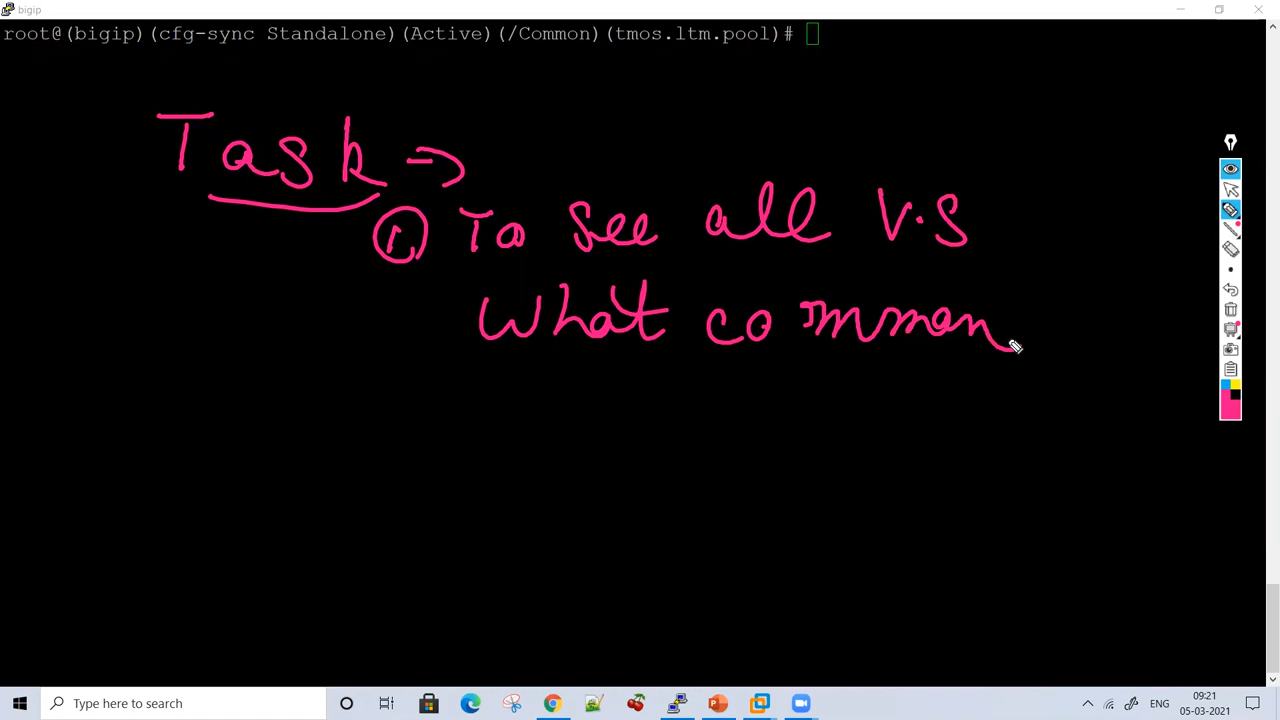 bigip
root@(bigip)(cfg-sync Standalone)(Active)(/Common)(tmos.ltm.pool)#
Task =>
1. To see all V.S
What comman
Type here to search
ENG
09:21
05-03-2021